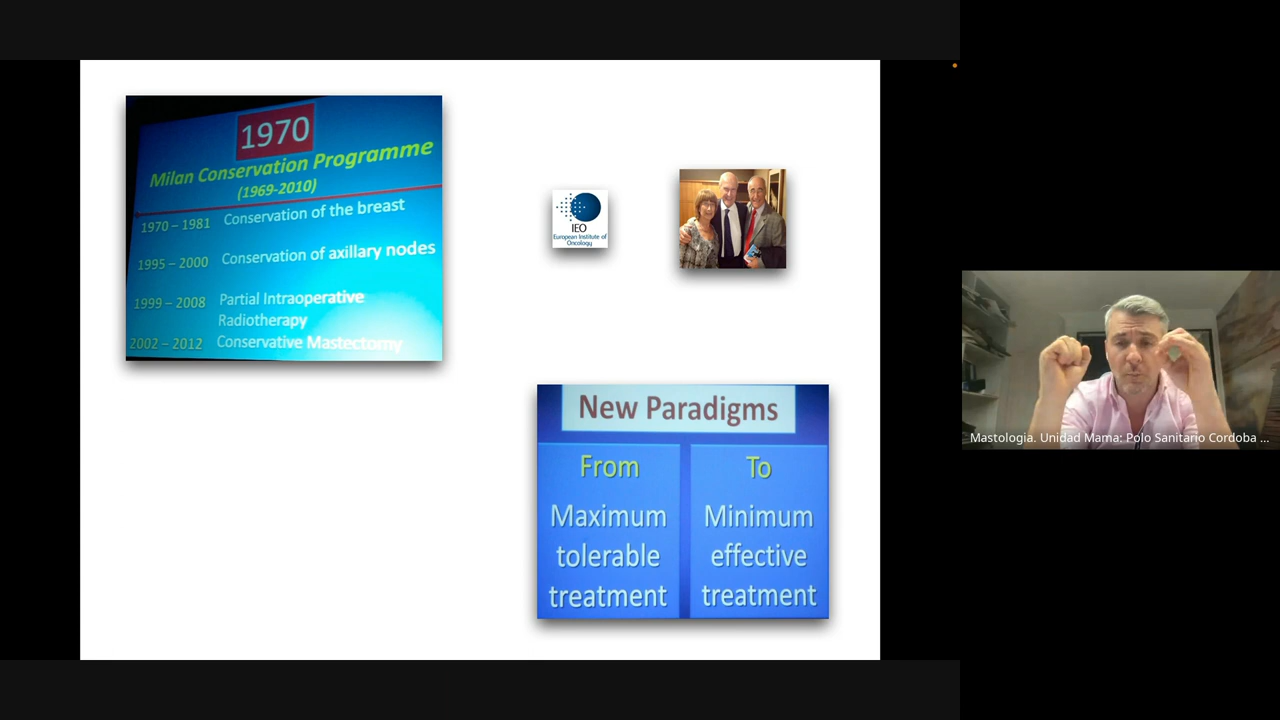 1970
Milan Conservation Programme
(1969-2010)
1970 – 1981 Conservation of the breast
1995 – 2000 Conservation of axillary nodes
1999 – 2008 Partial Intraoperative
Radiotherapy
2002 – 2012 Conservative Mastectomy
IEO
European Institute of
Oncology
New Paradigms
From
Maximum
tolerable
treatment
To
Minimum
effective
treatment
Mastologia. Unidad Mama: Polo Sanitario Cordoba ...